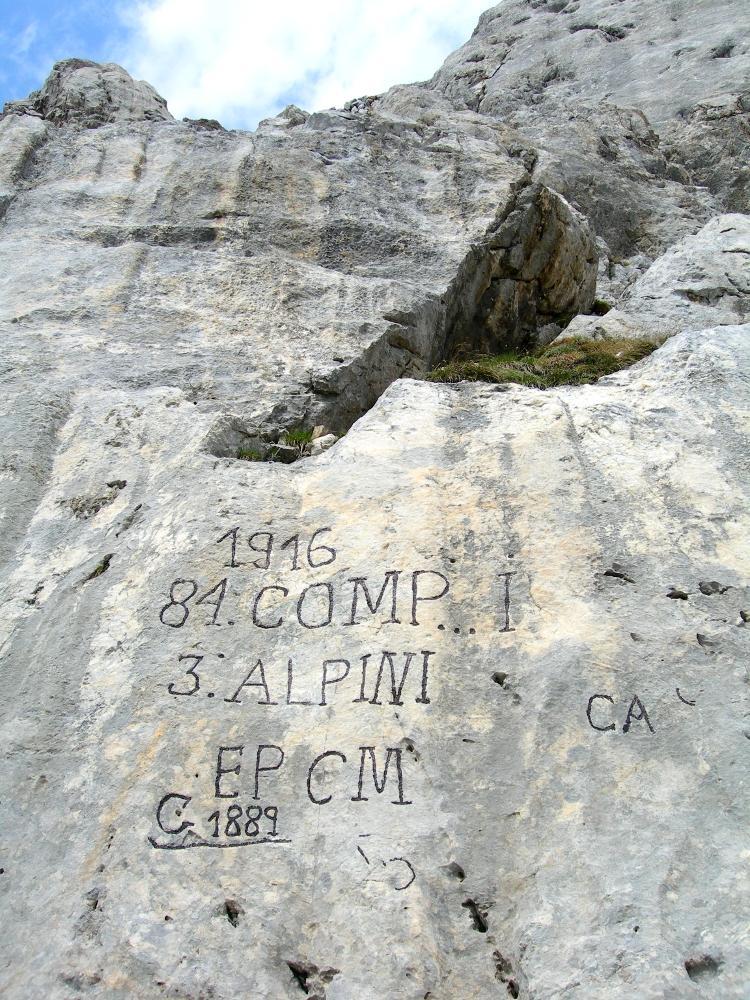 1916
84. COMP... I
3. ALPINI
CA
EP CM
C. 1889